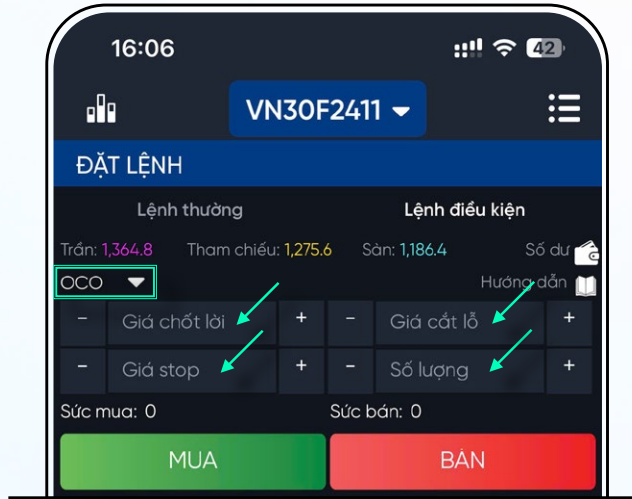 16:06 42
VN30F2411
ĐẶT LỆNH
Lệnh thường Lệnh điều kiện
Trần: 1,364.8 Tham chiếu: 1,275.6 Sàn: 1,186.4 Số dư
OCO Hướng dẫn
- Giá chốt lời + - Giá cắt lỗ +
- Giá stop + - Số lượng +
Sức mua: 0 Sức bán: 0
MUA BÁN